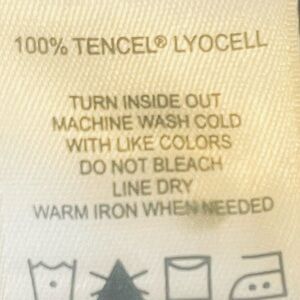 100% TENCEL® LYOCELL
TURN INSIDE OUT
MACHINE WASH COLD
WITH LIKE COLORS
DO NOT BLEACH
LINE DRY
WARM IRON WHEN NEEDED